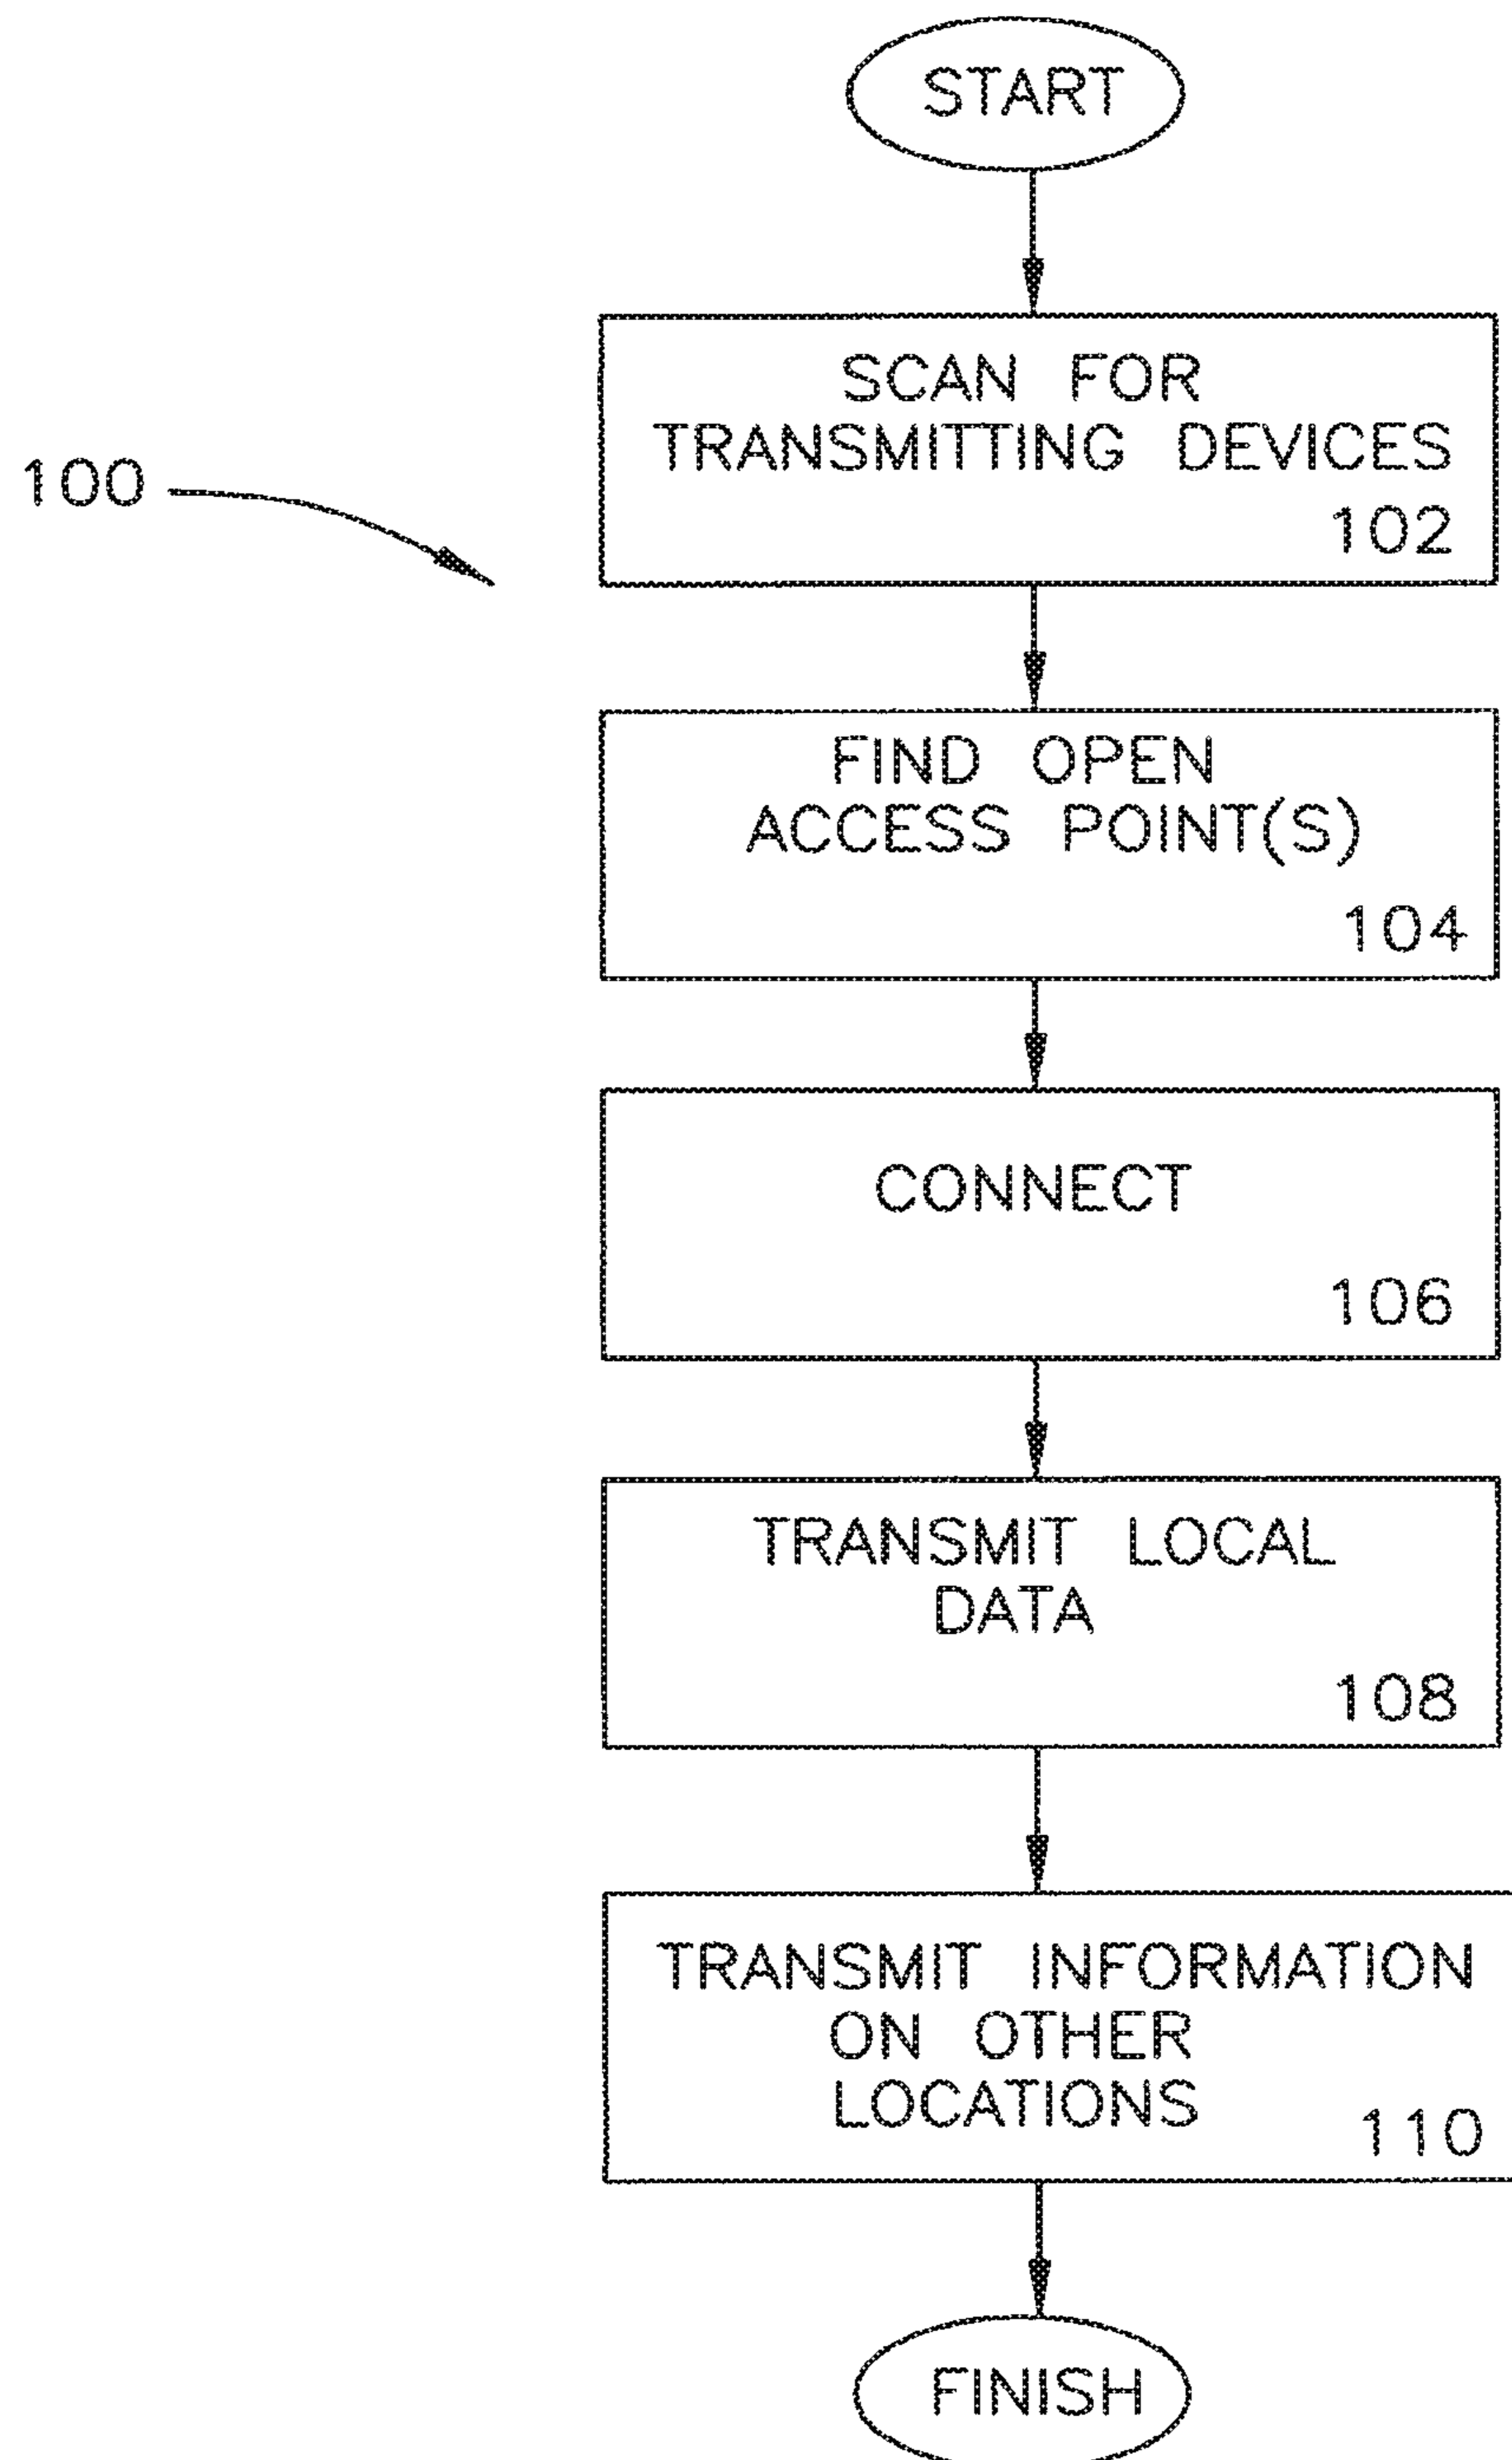 START
SCAN FOR
TRANSMITTING DEVICES
102
100
FIND OPEN
ACCESS POINT(S)
104
CONNECT
106
TRANSMIT LOCAL
DATA
108
TRANSMIT INFORMATION
ON OTHER
LOCATIONS
110
FINISH